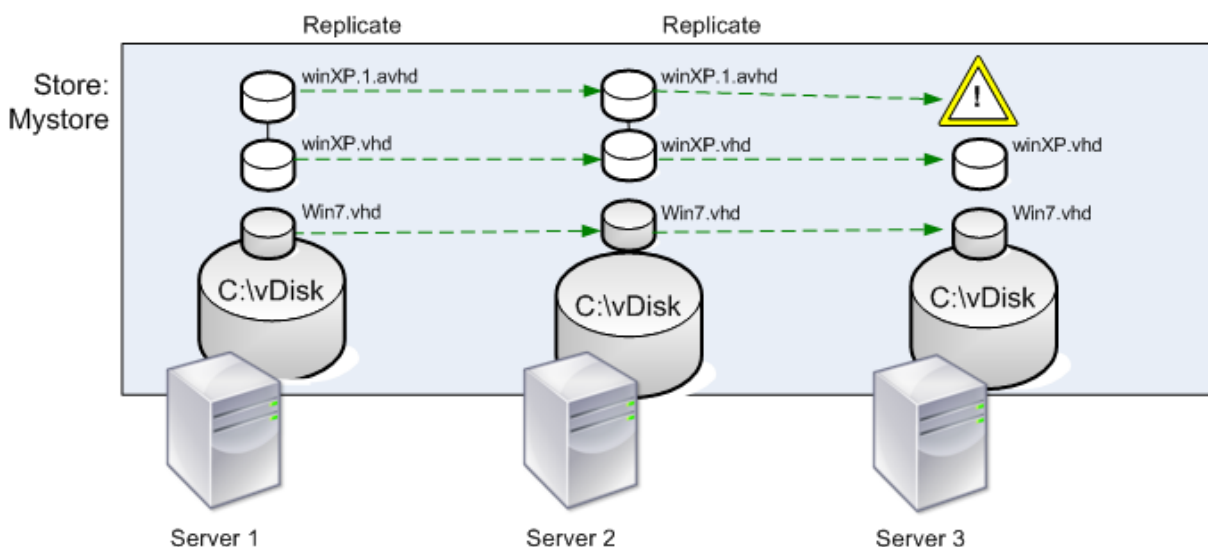 Replicate
Replicate
Store:
Mystore
winXP.1.avhd
winXP.1.avhd
!
winXP.vhd
winXP.vhd
winXP.vhd
Win7.vhd
Win7.vhd
Win7.vhd
C:\vDisk
C:\vDisk
C:\vDisk
Server 1
Server 2
Server 3